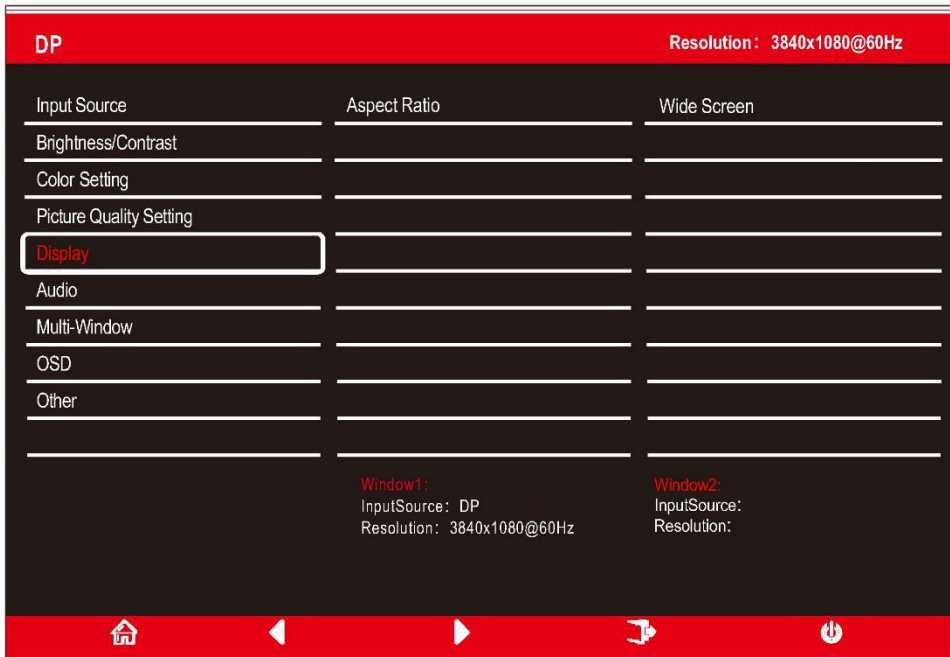 DP Resolution: 3840x1080@60Hz
Input Source Aspect Ratio Wide Screen
Brightness/Contrast
Color Setting
Picture Quality Setting
Display
Audio
Multi-Window
OSD
Other
Window1: Window2:
InputSource: DP InputSource:
Resolution: 3840x1080@60Hz Resolution: